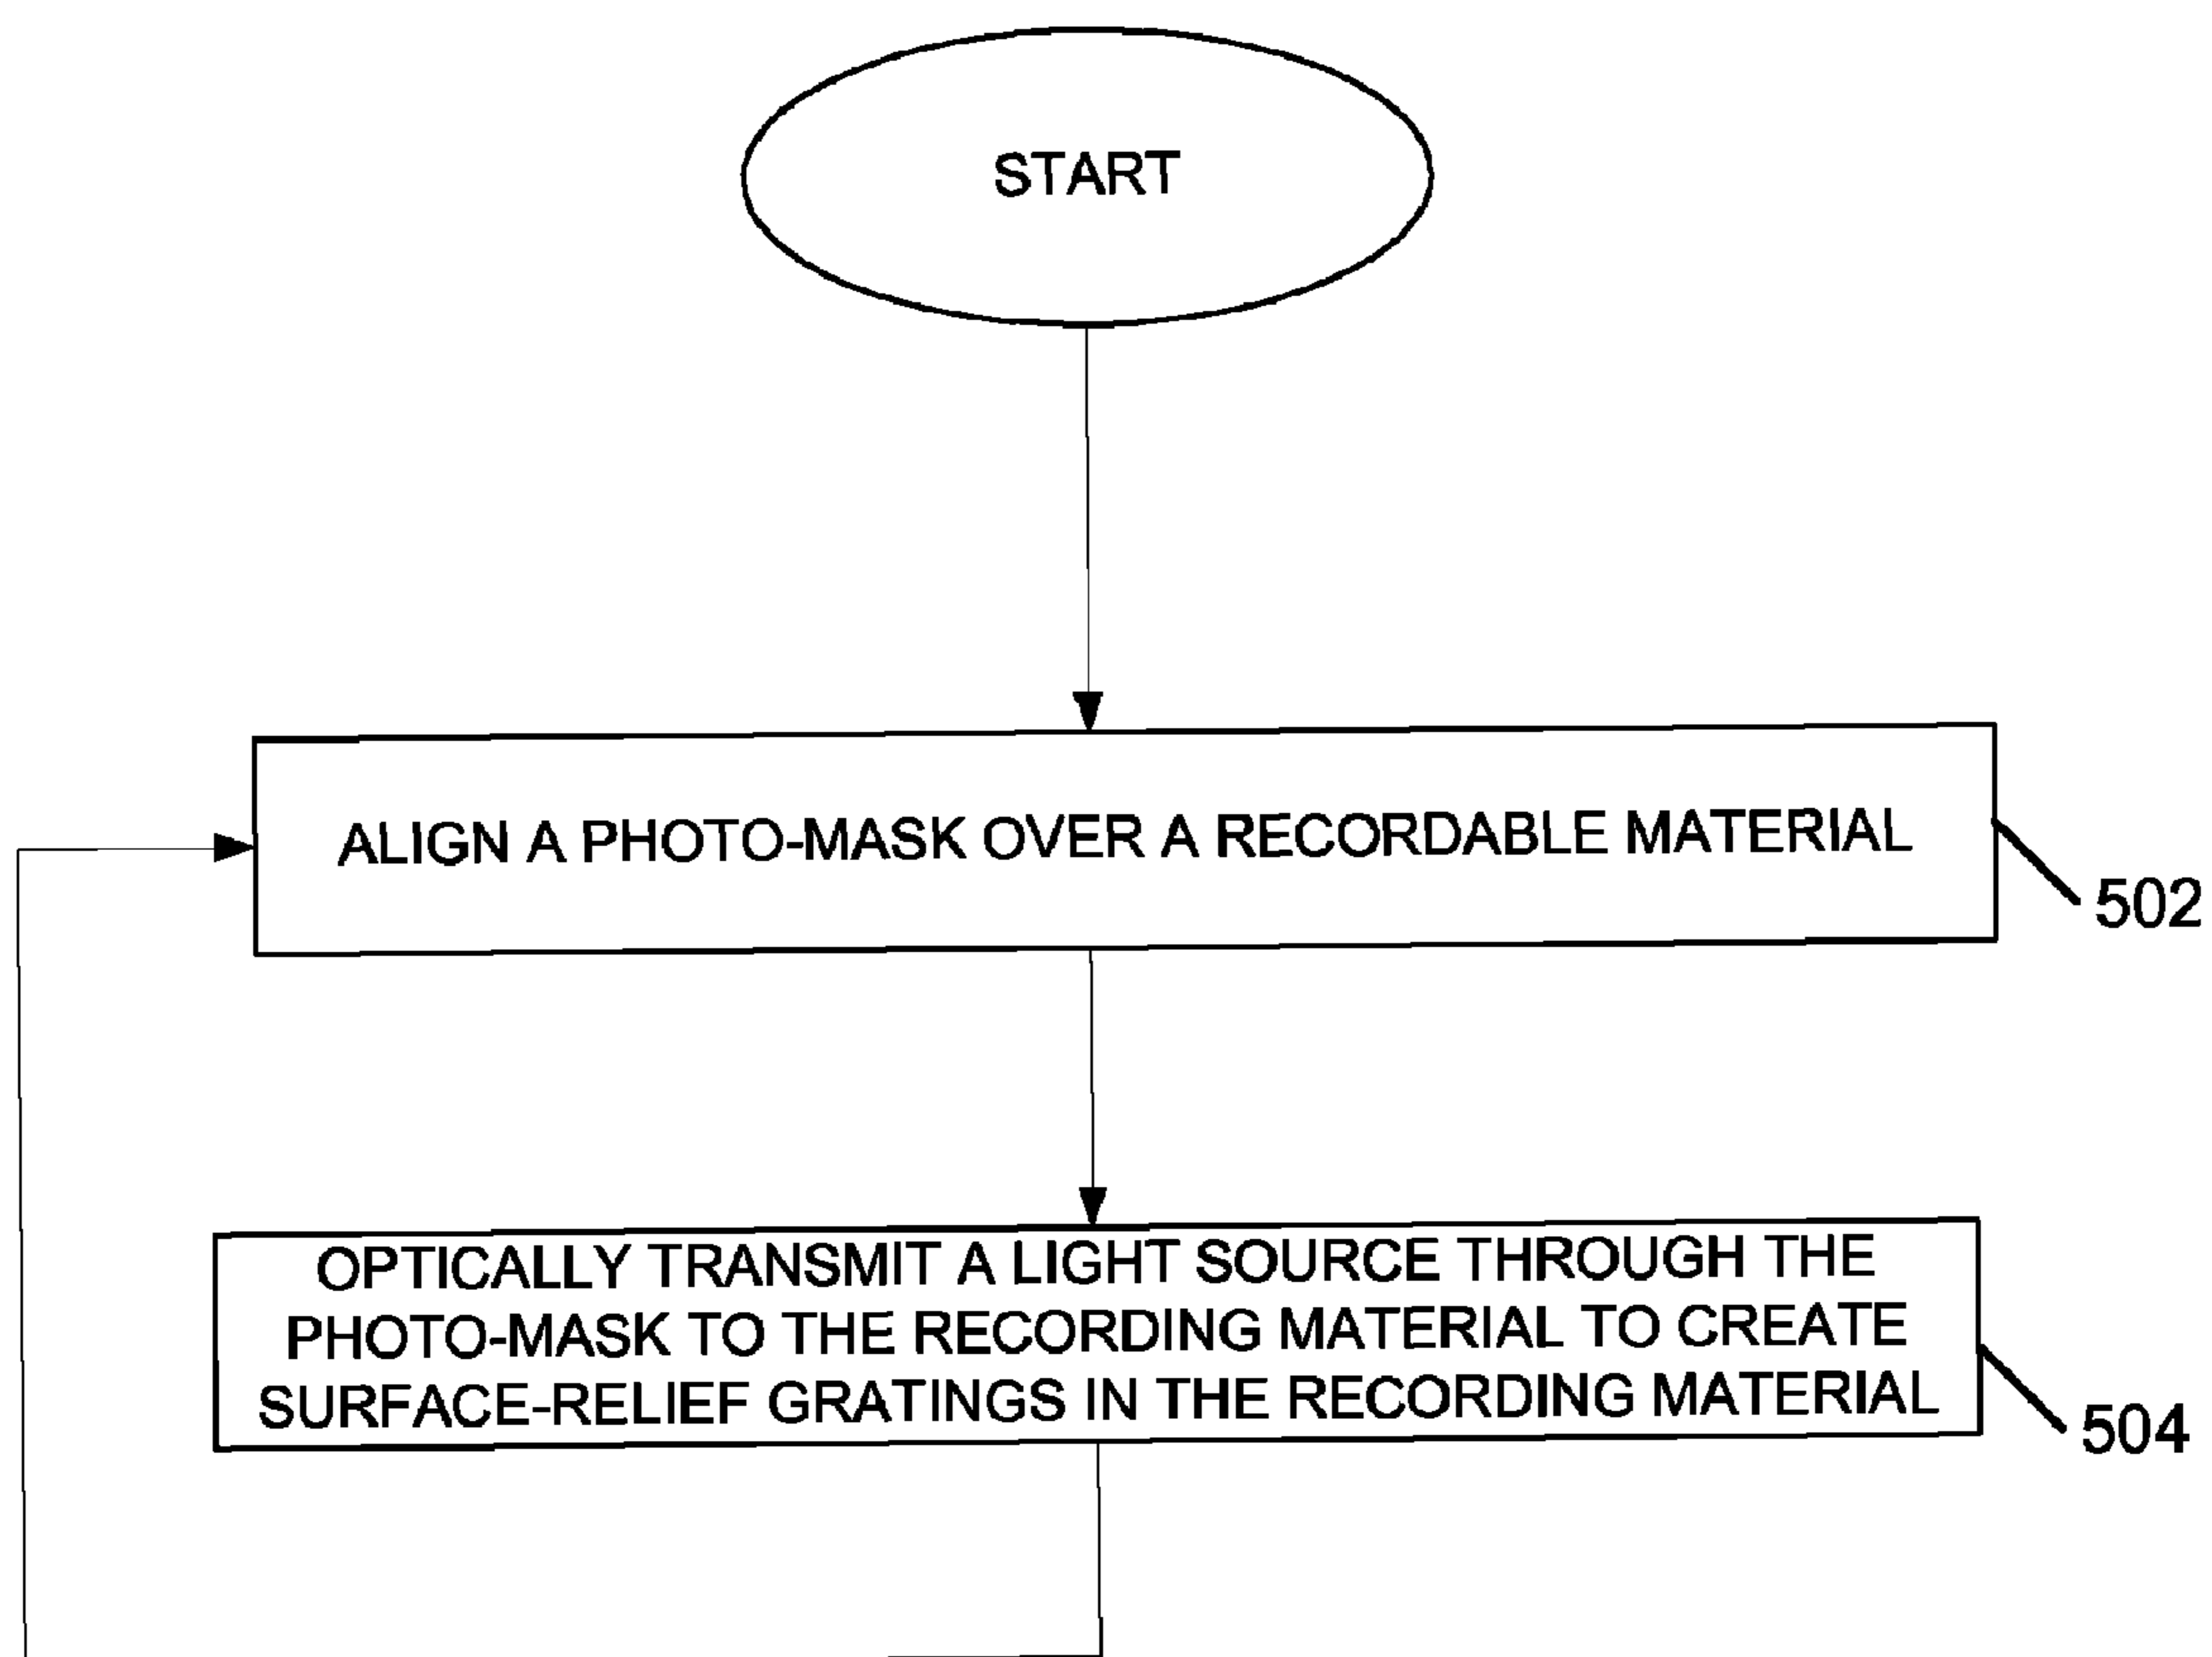 START
ALIGN A PHOTO-MASK OVER A RECORDABLE MATERIAL
502
OPTICALLY TRANSMIT A LIGHT SOURCE THROUGH THE
PHOTO-MASK TO THE RECORDING MATERIAL TO CREATE
SURFACE-RELIEF GRATINGS IN THE RECORDING MATERIAL
504